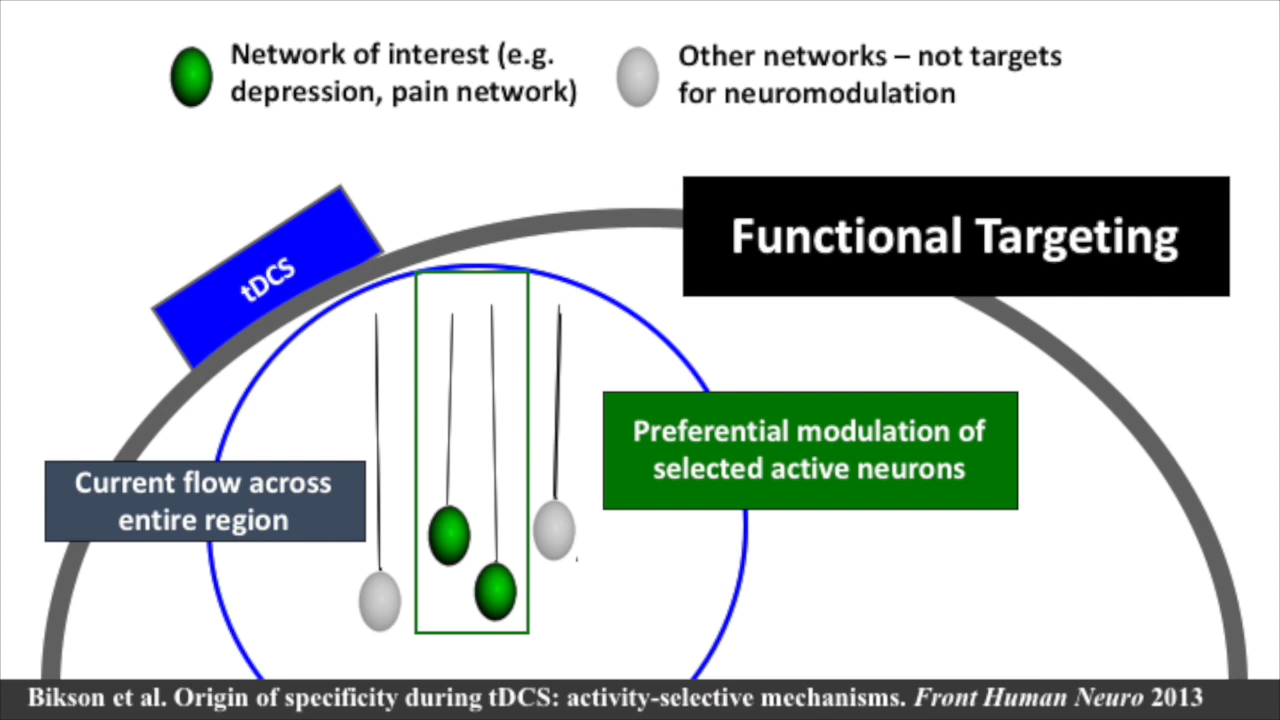 Network of interest (e.g.
depression, pain network)
Other networks – not targets
for neuromodulation
Functional Targeting
tDCS
Preferential modulation of
selected active neurons
Current flow across
entire region
Bikson et al. Origin of specificity during tDCS: activity-selective mechanisms. Front Human Neuro 2013